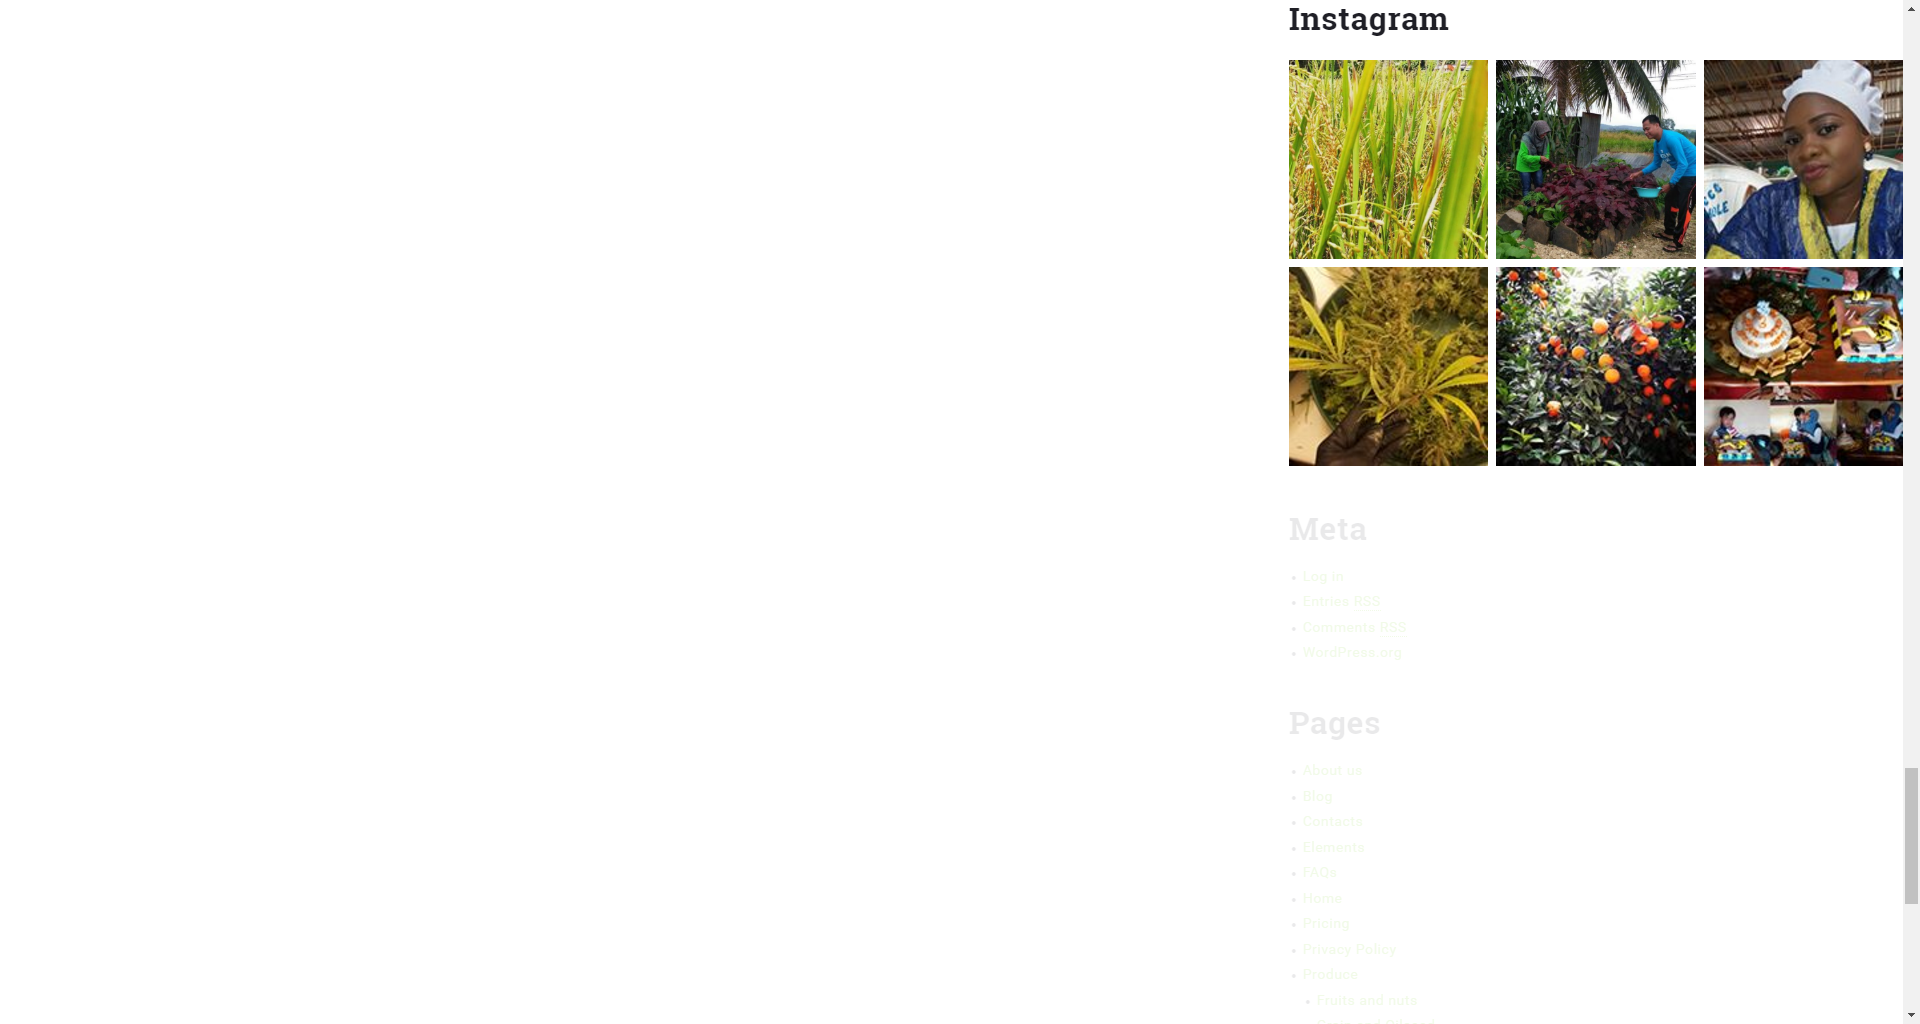 Instagram
Meta
Log in
Entries RSS
Comments RSS
WordPress.org
Pages
About us
Blog
Contacts
Elements
FAQs
Home
Pricing
Privacy Policy
Produce
Fruits and nuts